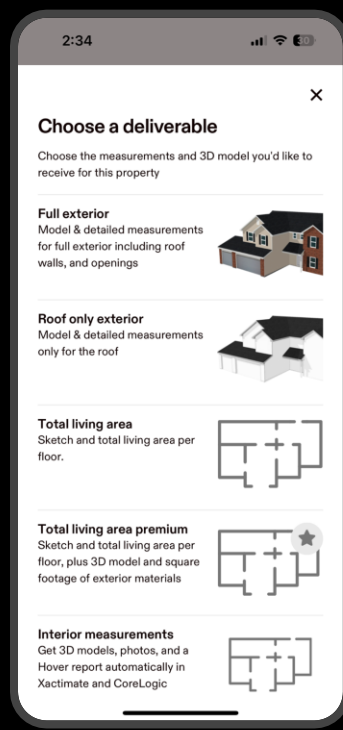 2:34
30
Choose a deliverable
Choose the measurements and 3D model you'd like to
receive for this property
Full exterior
Model & detailed measurements
for full exterior including roof
walls, and openings
Roof only exterior
Model & detailed measurements
only for the roof
Total living area
Sketch and total living area per
floor.
Total living area premium
Sketch and total living area per
floor, plus 3D model and square
footage of exterior materials
Interior measurements
Get 3D models, photos, and a
Hover report automatically in
Xactimate and CoreLogic